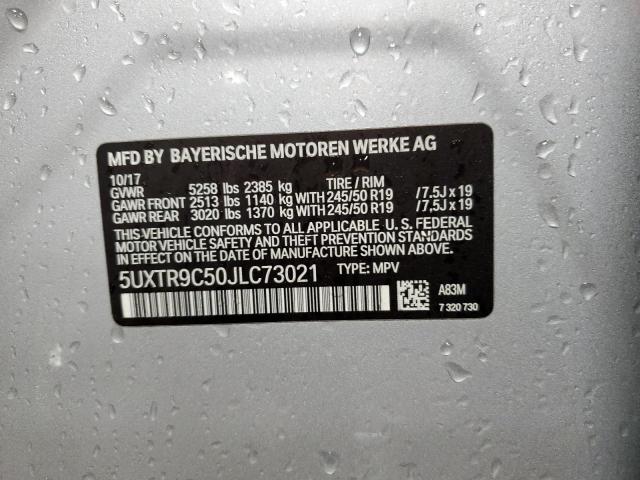 MFD BY BAYERISCHE MOTOREN WERKE AG
10/17 TIRE / RIM
GVWR 5258 lbs 2385 kg
GAWR FRONT 2513 lbs 1140 kg WITH 245/50 R19 /7,5J x 19
GAWR REAR 3020 lbs 1370 kg WITH 245/50 R19 /7,5J x 19
THIS VEHICLE CONFORMS TO ALL APPLICABLE U. S. FEDERAL
MOTOR VEHICLE SAFETY AND THEFT PREVENTION STANDARDS
IN EFFECT ON THE DATE OF MANUFACTURE SHOWN ABOVE.
5UXTR9C50JLC73021 TYPE: MPV
A83M
7 320 730